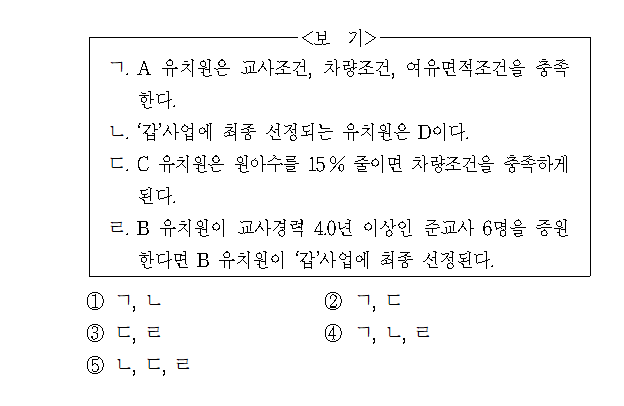 <보 기>
ㄱ. A 유치원은 교사조건, 차량조건, 여유면적조건을 충족
한다.
ㄴ. ‘갑’사업에 최종 선정되는 유치원은 D이다.
ㄷ. C 유치원은 원아수를 15 % 줄이면 차량조건을 충족하게
된다.
ㄹ. B 유치원이 교사경력 4.0년 이상인 준교사 6명을 증원
한다면 B 유치원이 ‘갑’사업에 최종 선정된다.
① ㄱ, ㄴ ② ㄱ, ㄷ
③ ㄷ, ㄹ ④ ㄱ, ㄴ, ㄹ
⑤ ㄴ, ㄷ, ㄹ